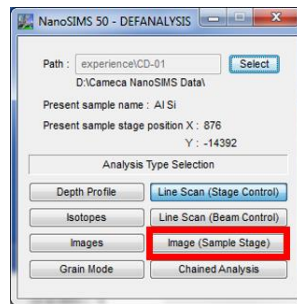 NanoSIMS 50 - DEFANALYSIS
Path : experience\CD-01 Select
D:\Cameca NanoSIMS Data\
Present sample name : Al Si
Present sample stage position X : 876
Y : -14392
Analysis Type Selection
Depth Profile Line Scan (Stage Control)
Isotopes Line Scan (Beam Control)
Images Image (Sample Stage)
Grain Mode Chained Analysis